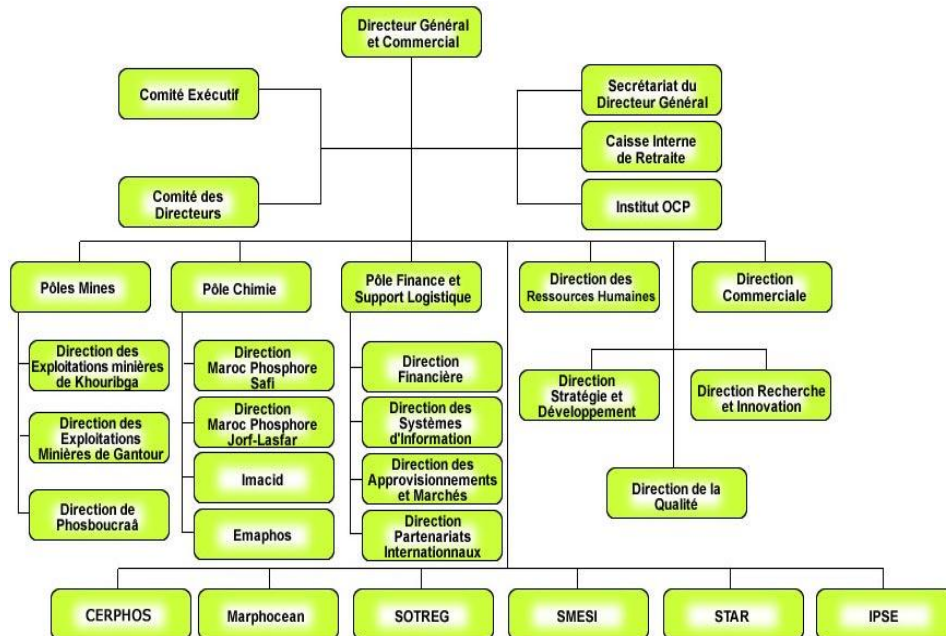 Directeur Général
et Commercial
Comité Exécutif
Secrétariat du
Directeur Général
Caisse Interne
de Retraite
Comité des
Directeurs
Institut OCP
Pôles Mines
Pôle Chimie
Pôle Finance et
Support Logistique
Direction des
Ressources Humaines
Direction
Commerciale
Direction des
Exploitations minières
de Khouribga
Direction des
Exploitations
Minières de Gantour
Direction de
Phosboucraâ
Direction
Maroc Phosphore
Safi
Direction
Maroc Phosphore
Jorf-Lasfar
Imacid
Emaphos
Direction
Financière
Direction des
Systèmes
d'Information
Direction des
Approvisionnements
et Marchés
Direction
Partenariats
Internationnaux
Direction
Stratégie et
Développement
Direction Recherche
et Innovation
Direction de la
Qualité
CERPHOS
Marphocean
SOTREG
SMESI
STAR
IPSE